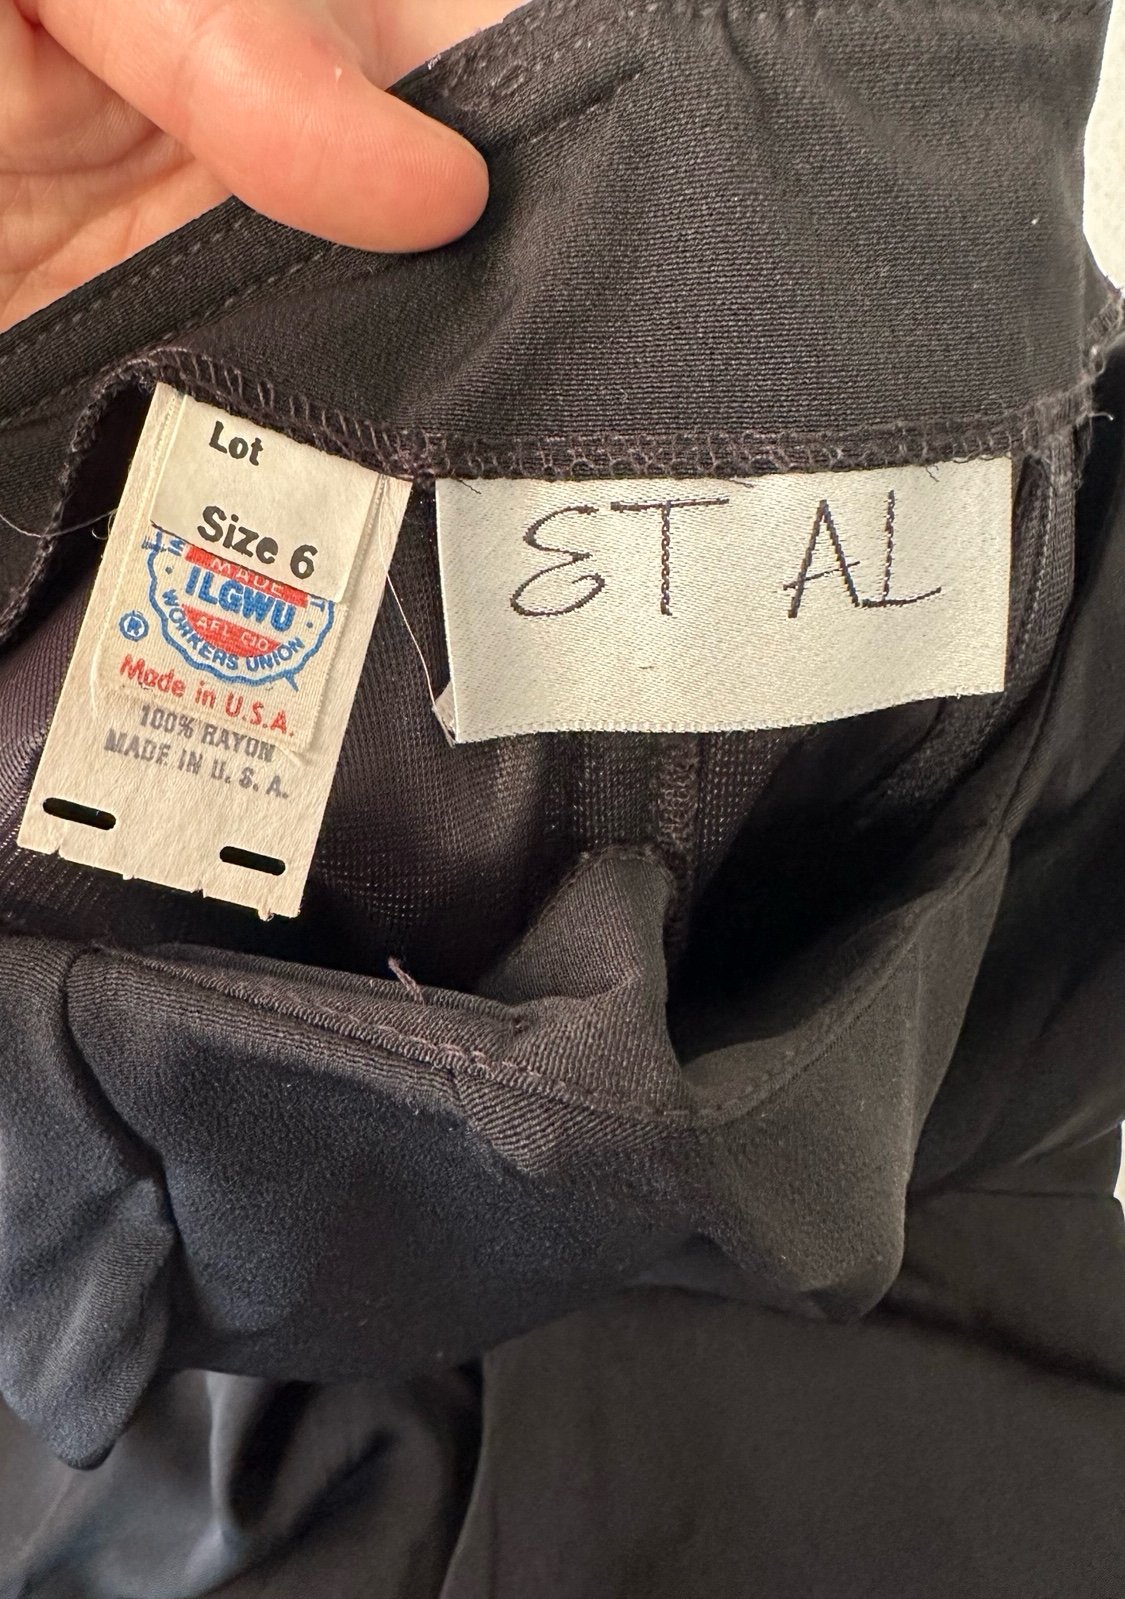 Lot
Size 6
MADE
ILGWU
AFL CIO
WORKERS UNION
®
Made in U.S.A.
100% RAYON
MADE IN U. S. A.
ET AL